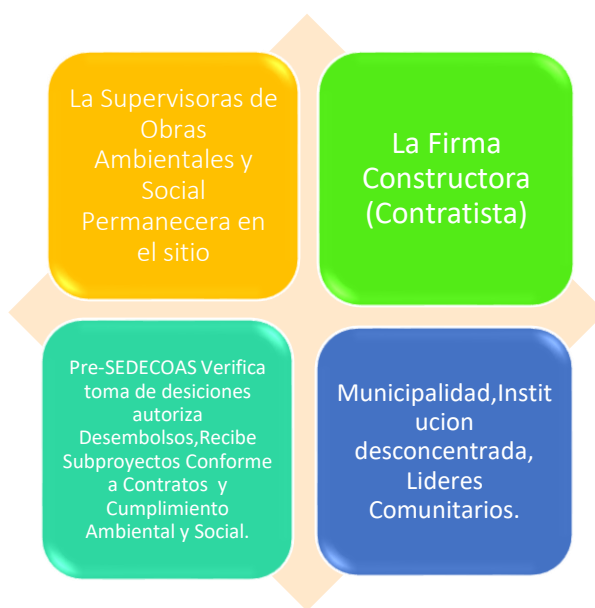 La Supervisoras de
Obras
Ambientales y
Social
Permanecera en
el sitio
La Firma
Constructora
(Contratista)
Pre-SEDECOAS Verifica
toma de desiciones
autoriza
Desembolsos,Recibe
Subproyectos Conforme
a Contratos y
Cumplimiento
Ambiental y Social.
Municipalidad,Instit
ucion
desconcentrada,
Lideres
Comunitarios.